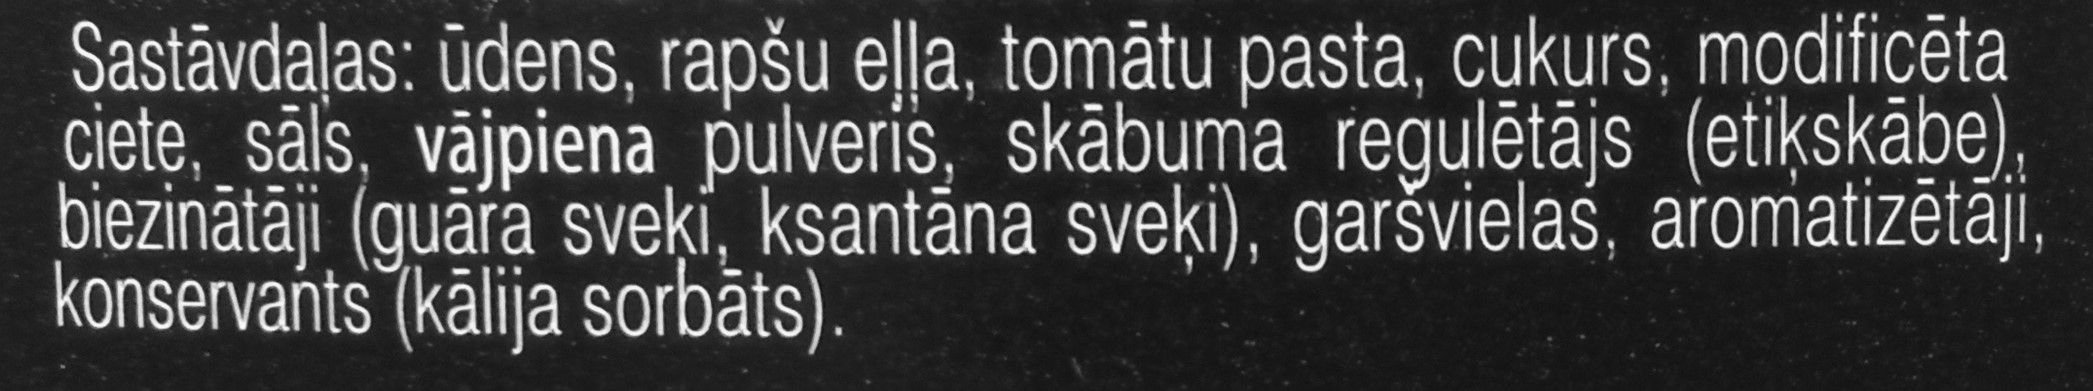 Sastāvdaļas: ūdens, rapšu eļļa, tomātu pasta, cukurs, modificēta
ciete, sāls, vājpiena pulveris, skābuma regulētājs (etiķskābe),
biezinātāji (guāra sveķi, ksantāna sveķi), garšvielas, aromatizētāji,
konservants (kālija sorbāts).